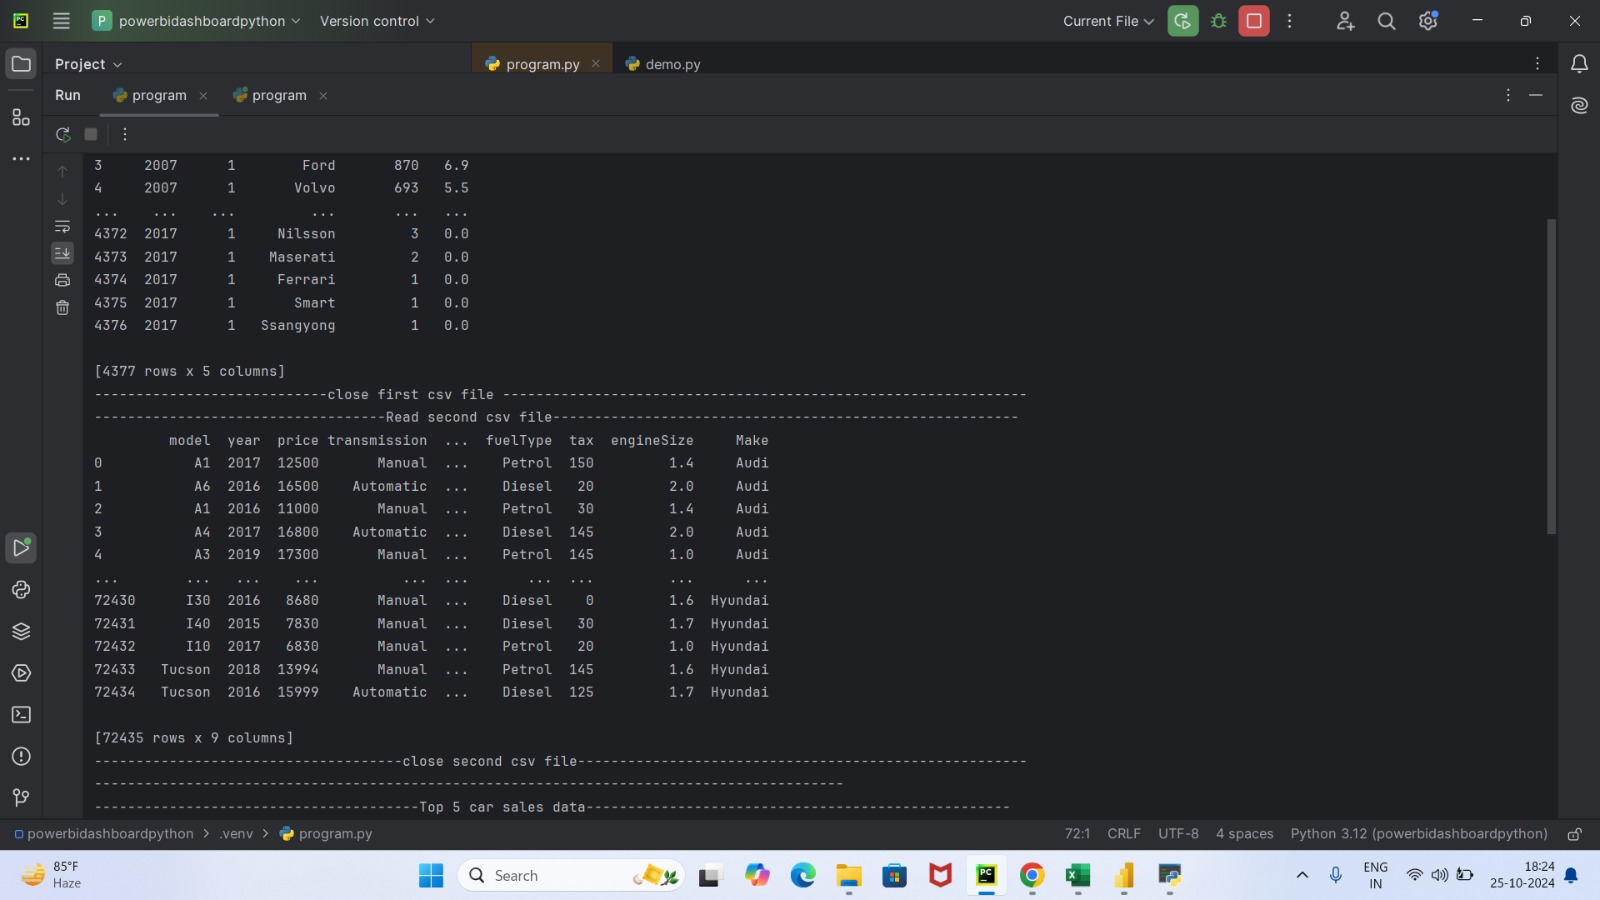 PC P powerbidashboardpython Version control Current File
Project program.py demo.py
Run program program
3 2007 1 Ford 870 6.9
4 2007 1 Volvo 693 5.5
... ... ... ... ... ...
4372 2017 1 Nilsson 3 0.0
4373 2017 1 Maserati 2 0.0
4374 2017 1 Ferrari 1 0.0
4375 2017 1 Smart 1 0.0
4376 2017 1 Ssangyong 1 0.0
[4377 rows x 5 columns]
----------------------------close first csv file ---------------------------------------------------------------
-----------------------------------Read second csv file--------------------------------------------------------
model year price transmission ... fuelType tax engineSize Make
0 A1 2017 12500 Manual ... Petrol 150 1.4 Audi
1 A6 2016 16500 Automatic ... Diesel 20 2.0 Audi
2 A1 2016 11000 Manual ... Petrol 30 1.4 Audi
3 A4 2017 16800 Automatic ... Diesel 145 2.0 Audi
4 A3 2019 17300 Manual ... Petrol 145 1.0 Audi
... ... ... ... ... ... ... ... ... ...
72430 I30 2016 8680 Manual ... Diesel 0 1.6 Hyundai
72431 I40 2015 7830 Manual ... Diesel 30 1.7 Hyundai
72432 I10 2017 6830 Manual ... Petrol 20 1.0 Hyundai
72433 Tucson 2018 13994 Manual ... Petrol 145 1.6 Hyundai
72434 Tucson 2016 15999 Automatic ... Diesel 125 1.7 Hyundai
[72435 rows x 9 columns]
-------------------------------------close second csv file------------------------------------------------------
------------------------------------------------------------------------------------------
---------------------------------------Top 5 car sales data---------------------------------------------------
powerbidashboardpython > .venv > program.py 72:1 CRLF UTF-8 4 spaces Python 3.12 (powerbidashboardpython)
85°F
Haze
Search
PC
ENG
IN
18:24
25-10-2024